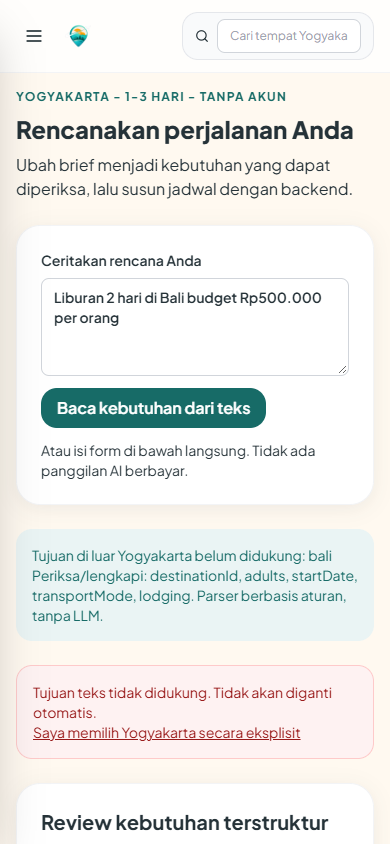 Cari tempat Yogyaka
YOGYAKARTA – 1–3 HARI – TANPA AKUN
Rencanakan perjalanan Anda
Ubah brief menjadi kebutuhan yang dapat
diperiksa, lalu susun jadwal dengan backend.
Ceritakan rencana Anda
Liburan 2 hari di Bali budget Rp500.000
per orang
Baca kebutuhan dari teks
Atau isi form di bawah langsung. Tidak ada
panggilan AI berbayar.
Tujuan di luar Yogyakarta belum didukung: bali
Periksa/lengkapi: destinationId, adults, startDate,
transportMode, lodging. Parser berbasis aturan,
tanpa LLM.
Tujuan teks tidak didukung. Tidak akan diganti
otomatis.
Saya memilih Yogyakarta secara eksplisit
Review kebutuhan terstruktur